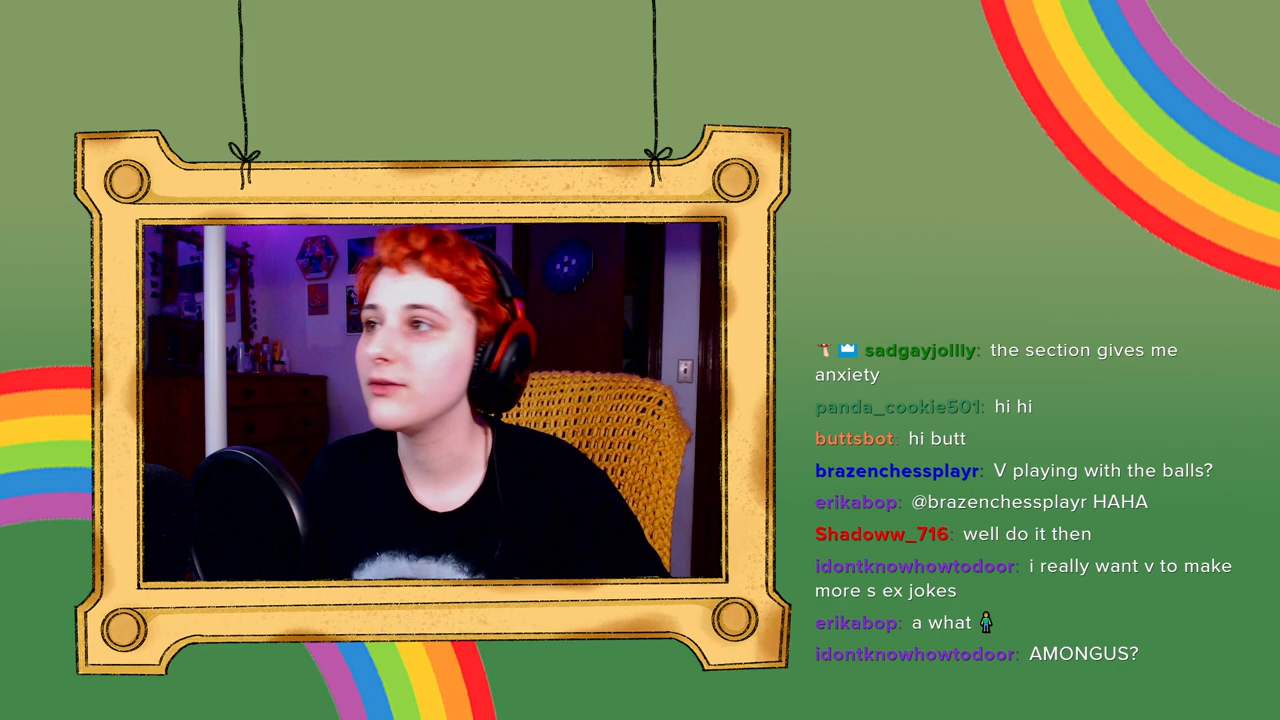 sadgayjollly: the section gives me
anxiety
panda_cookie501: hi hi
buttsbot: hi butt
brazenchessplayr: V playing with the balls?
erikabop: @brazenchessplayr HAHA
Shadoww_716: well do it then
idontknowhowtodoor: i really want v to make
more s ex jokes
erikabop: a what 🧍
idontknowhowtodoor: AMONGUS?